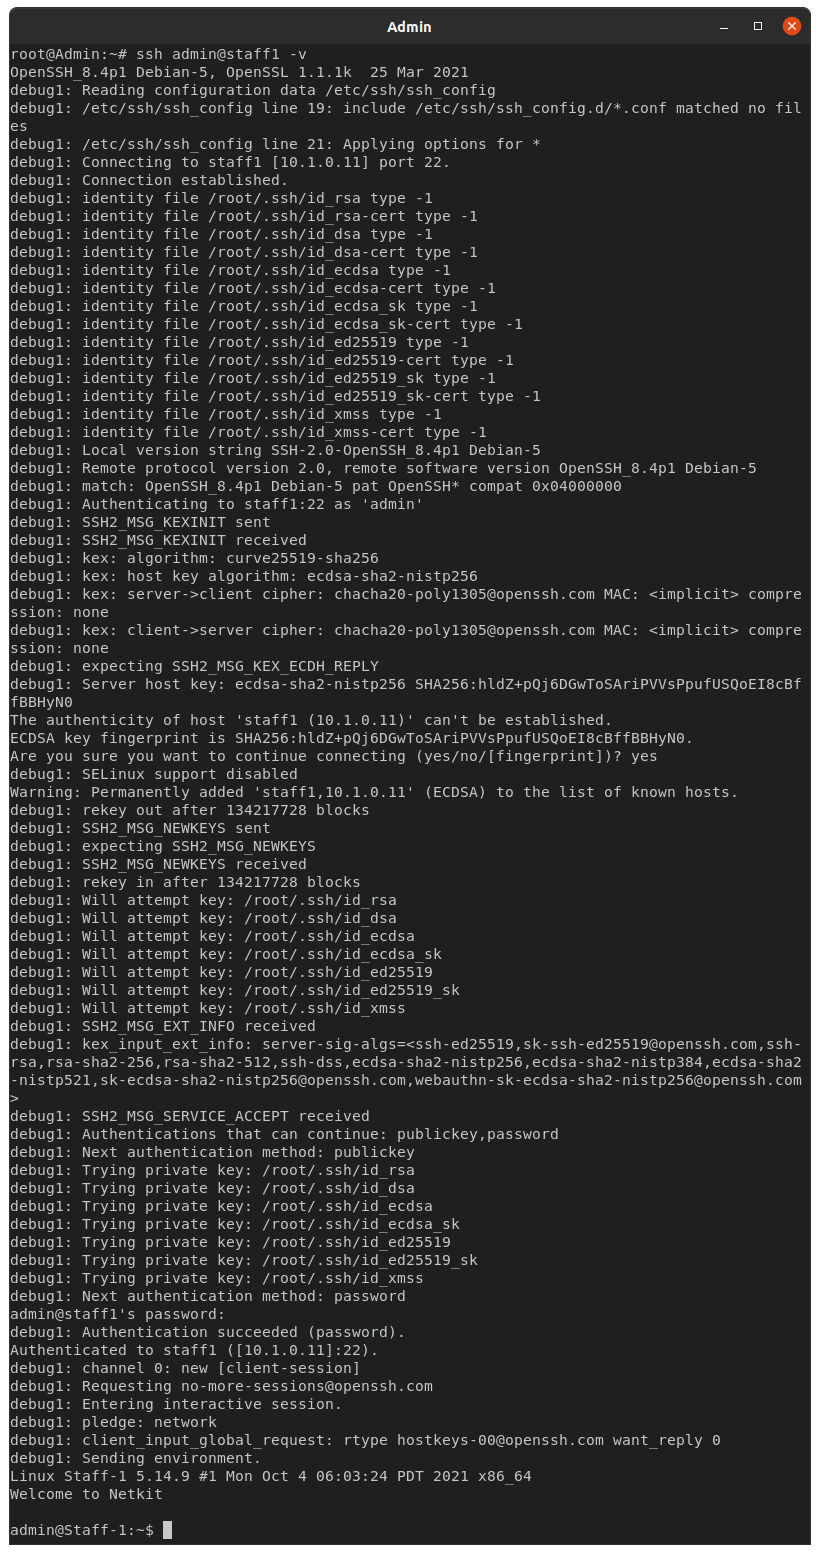 Admin
root@Admin:~# ssh admin@staff1 -v
OpenSSH_8.4p1 Debian-5, OpenSSL 1.1.1k  25 Mar 2021
debug1: Reading configuration data /etc/ssh/ssh_config
debug1: /etc/ssh/ssh_config line 19: include /etc/ssh/ssh_config.d/*.conf matched no fil
es
debug1: /etc/ssh/ssh_config line 21: Applying options for *
debug1: Connecting to staff1 [10.1.0.11] port 22.
debug1: Connection established.
debug1: identity file /root/.ssh/id_rsa type -1
debug1: identity file /root/.ssh/id_rsa-cert type -1
debug1: identity file /root/.ssh/id_dsa type -1
debug1: identity file /root/.ssh/id_dsa-cert type -1
debug1: identity file /root/.ssh/id_ecdsa type -1
debug1: identity file /root/.ssh/id_ecdsa-cert type -1
debug1: identity file /root/.ssh/id_ecdsa_sk type -1
debug1: identity file /root/.ssh/id_ecdsa_sk-cert type -1
debug1: identity file /root/.ssh/id_ed25519 type -1
debug1: identity file /root/.ssh/id_ed25519-cert type -1
debug1: identity file /root/.ssh/id_ed25519_sk type -1
debug1: identity file /root/.ssh/id_ed25519_sk-cert type -1
debug1: identity file /root/.ssh/id_xmss type -1
debug1: identity file /root/.ssh/id_xmss-cert type -1
debug1: Local version string SSH-2.0-OpenSSH_8.4p1 Debian-5
debug1: Remote protocol version 2.0, remote software version OpenSSH_8.4p1 Debian-5
debug1: match: OpenSSH_8.4p1 Debian-5 pat OpenSSH* compat 0x04000000
debug1: Authenticating to staff1:22 as 'admin'
debug1: SSH2_MSG_KEXINIT sent
debug1: SSH2_MSG_KEXINIT received
debug1: kex: algorithm: curve25519-sha256
debug1: kex: host key algorithm: ecdsa-sha2-nistp256
debug1: kex: server->client cipher: chacha20-poly1305@openssh.com MAC: <implicit> compre
ssion: none
debug1: kex: client->server cipher: chacha20-poly1305@openssh.com MAC: <implicit> compre
ssion: none
debug1: expecting SSH2_MSG_KEX_ECDH_REPLY
debug1: Server host key: ecdsa-sha2-nistp256 SHA256:hldZ+pQj6DGwToSAriPVVsPpufUSQoEI8cBf
fBBHyN0
The authenticity of host 'staff1 (10.1.0.11)' can't be established.
ECDSA key fingerprint is SHA256:hldZ+pQj6DGwToSAriPVVsPpufUSQoEI8cBffBBHyN0.
Are you sure you want to continue connecting (yes/no/[fingerprint])? yes
debug1: SELinux support disabled
Warning: Permanently added 'staff1,10.1.0.11' (ECDSA) to the list of known hosts.
debug1: rekey out after 134217728 blocks
debug1: SSH2_MSG_NEWKEYS sent
debug1: expecting SSH2_MSG_NEWKEYS
debug1: SSH2_MSG_NEWKEYS received
debug1: rekey in after 134217728 blocks
debug1: Will attempt key: /root/.ssh/id_rsa
debug1: Will attempt key: /root/.ssh/id_dsa
debug1: Will attempt key: /root/.ssh/id_ecdsa
debug1: Will attempt key: /root/.ssh/id_ecdsa_sk
debug1: Will attempt key: /root/.ssh/id_ed25519
debug1: Will attempt key: /root/.ssh/id_ed25519_sk
debug1: Will attempt key: /root/.ssh/id_xmss
debug1: SSH2_MSG_EXT_INFO received
debug1: kex_input_ext_info: server-sig-algs=<ssh-ed25519,sk-ssh-ed25519@openssh.com,ssh-
rsa,rsa-sha2-256,rsa-sha2-512,ssh-dss,ecdsa-sha2-nistp256,ecdsa-sha2-nistp384,ecdsa-sha2
-nistp521,sk-ecdsa-sha2-nistp256@openssh.com,webauthn-sk-ecdsa-sha2-nistp256@openssh.com
>
debug1: SSH2_MSG_SERVICE_ACCEPT received
debug1: Authentications that can continue: publickey,password
debug1: Next authentication method: publickey
debug1: Trying private key: /root/.ssh/id_rsa
debug1: Trying private key: /root/.ssh/id_dsa
debug1: Trying private key: /root/.ssh/id_ecdsa
debug1: Trying private key: /root/.ssh/id_ecdsa_sk
debug1: Trying private key: /root/.ssh/id_ed25519
debug1: Trying private key: /root/.ssh/id_ed25519_sk
debug1: Trying private key: /root/.ssh/id_xmss
debug1: Next authentication method: password
admin@staff1's password:
debug1: Authentication succeeded (password).
Authenticated to staff1 ([10.1.0.11]:22).
debug1: channel 0: new [client-session]
debug1: Requesting no-more-sessions@openssh.com
debug1: Entering interactive session.
debug1: pledge: network
debug1: client_input_global_request: rtype hostkeys-00@openssh.com want_reply 0
debug1: Sending environment.
Linux Staff-1 5.14.9 #1 Mon Oct 4 06:03:24 PDT 2021 x86_64
Welcome to Netkit
admin@Staff-1:~$